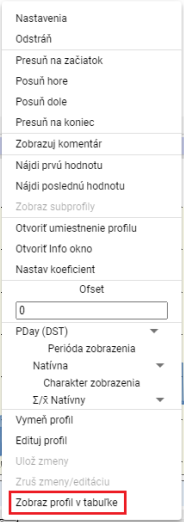 Nastavenia
Odstráň
Presuň na začiatok
Posuň hore
Posuň dole
Presuň na koniec
Zobrazuj komentár
Nájdi prvú hodnotu
Nájdi poslednú hodnotu
Zobraz subprofily
Otvoriť umiestnenie profilu
Otvoriť Info okno
Nastav koeficient
Ofset
0
PDay (DST)
Perióda zobrazenia
Natívna
Charakter zobrazenia
Σ/x̄ Natívny
Vymeň profil
Edituj profil
Ulož zmeny
Zruš zmeny/editáciu
Zobraz profil v tabuľke